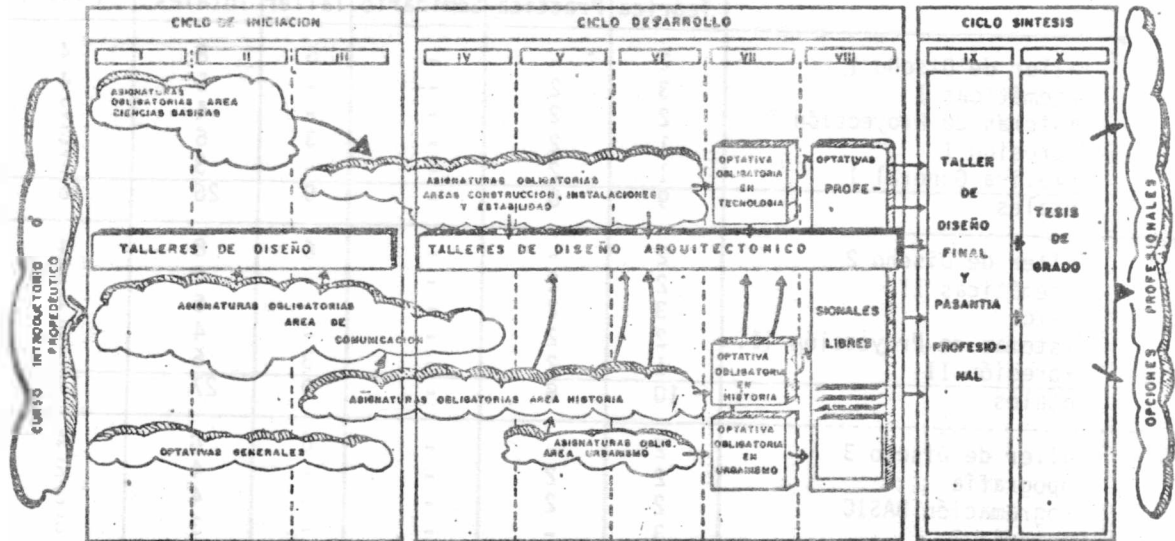 CICLO DE INICIACION
CICLO DESARROLLO
CICLO SINTESIS
I
II
III
IV
V
VI
VII
VIII
IX
X
CURSO INTRODUCTORIO O
PROPEDEUTICO
ASIGNATURAS
OBLIGATORIAS AREA
CIENCIAS BASICAS
ASIGNATURAS OBLIGATORIAS
AREAS CONSTRUCCION, INSTALACIONES
Y ESTABILIDAD
OPTATIVA
OBLIGATORIA
EN
TECNOLOGIA
OPTATIVAS
PROFE-
TALLERES DE DISEÑO
TALLERES DE DISEÑO ARQUITECTONICO
ASIGNATURAS OBLIGATORIAS
AREA DE
COMUNICACION
SIONALES
LIBRES
OPTATIVA
OBLIGATORIA
EN
HISTORIA
ASIGNATURAS OBLIGATORIAS AREA HISTORIA
OPTATIVAS GENERALES
ASIGNATURAS OBLIG.
AREA URBANISMO
OPTATIVA
OBLIGATORIA
EN
URBANISMO
TALLER
DE
DISEÑO
FINAL
Y
PASANTIA
PROFESIO-
NAL
TESIS
DE
GRADO
OPCIONES PROFESIONALES